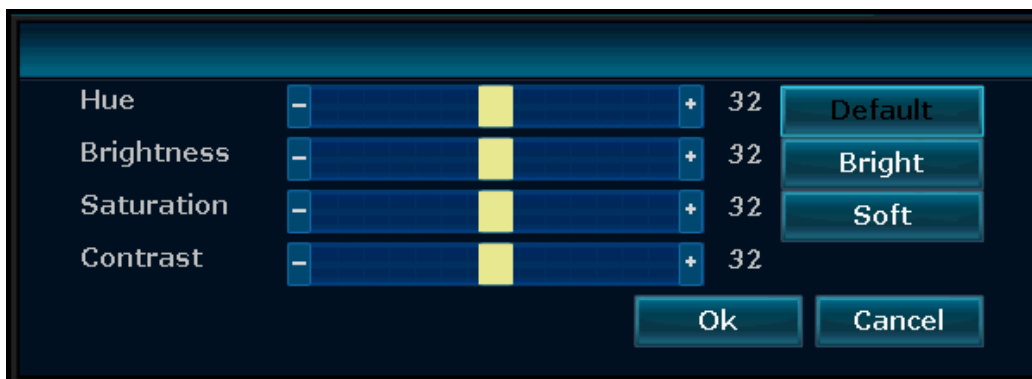 Hue - + 32 Default
Brightness - + 32 Bright
Saturation - + 32 Soft
Contrast - + 32
Ok Cancel